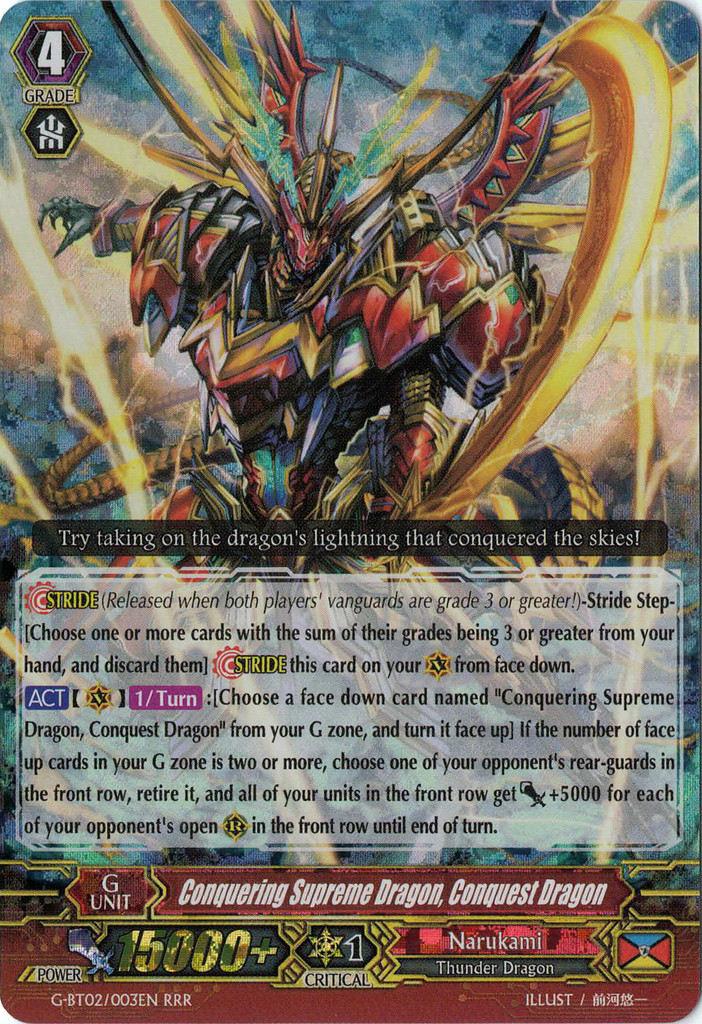 4
GRADE
Try taking on the dragon's lightning that conquered the skies!
STRIDE(Released when both players' vanguards are grade 3 or greater!)-Stride Step-
[Choose one or more cards with the sum of their grades being 3 or greater from your
hand, and discard them] STRIDE this card on your V from face down.
ACT【V】1/Turn :[Choose a face down card named "Conquering Supreme
Dragon, Conquest Dragon" from your G zone, and turn it face up] If the number of face
up cards in your G zone is two or more, choose one of your opponent's rear-guards in
the front row, retire it, and all of your units in the front row get +5000 for each
of your opponent's open R in the front row until end of turn.
G
UNIT
Conquering Supreme Dragon, Conquest Dragon
POWER 15000+
1
CRITICAL
Narukami
Thunder Dragon
G-BT02/003EN RRR
ILLUST / 前河悠一